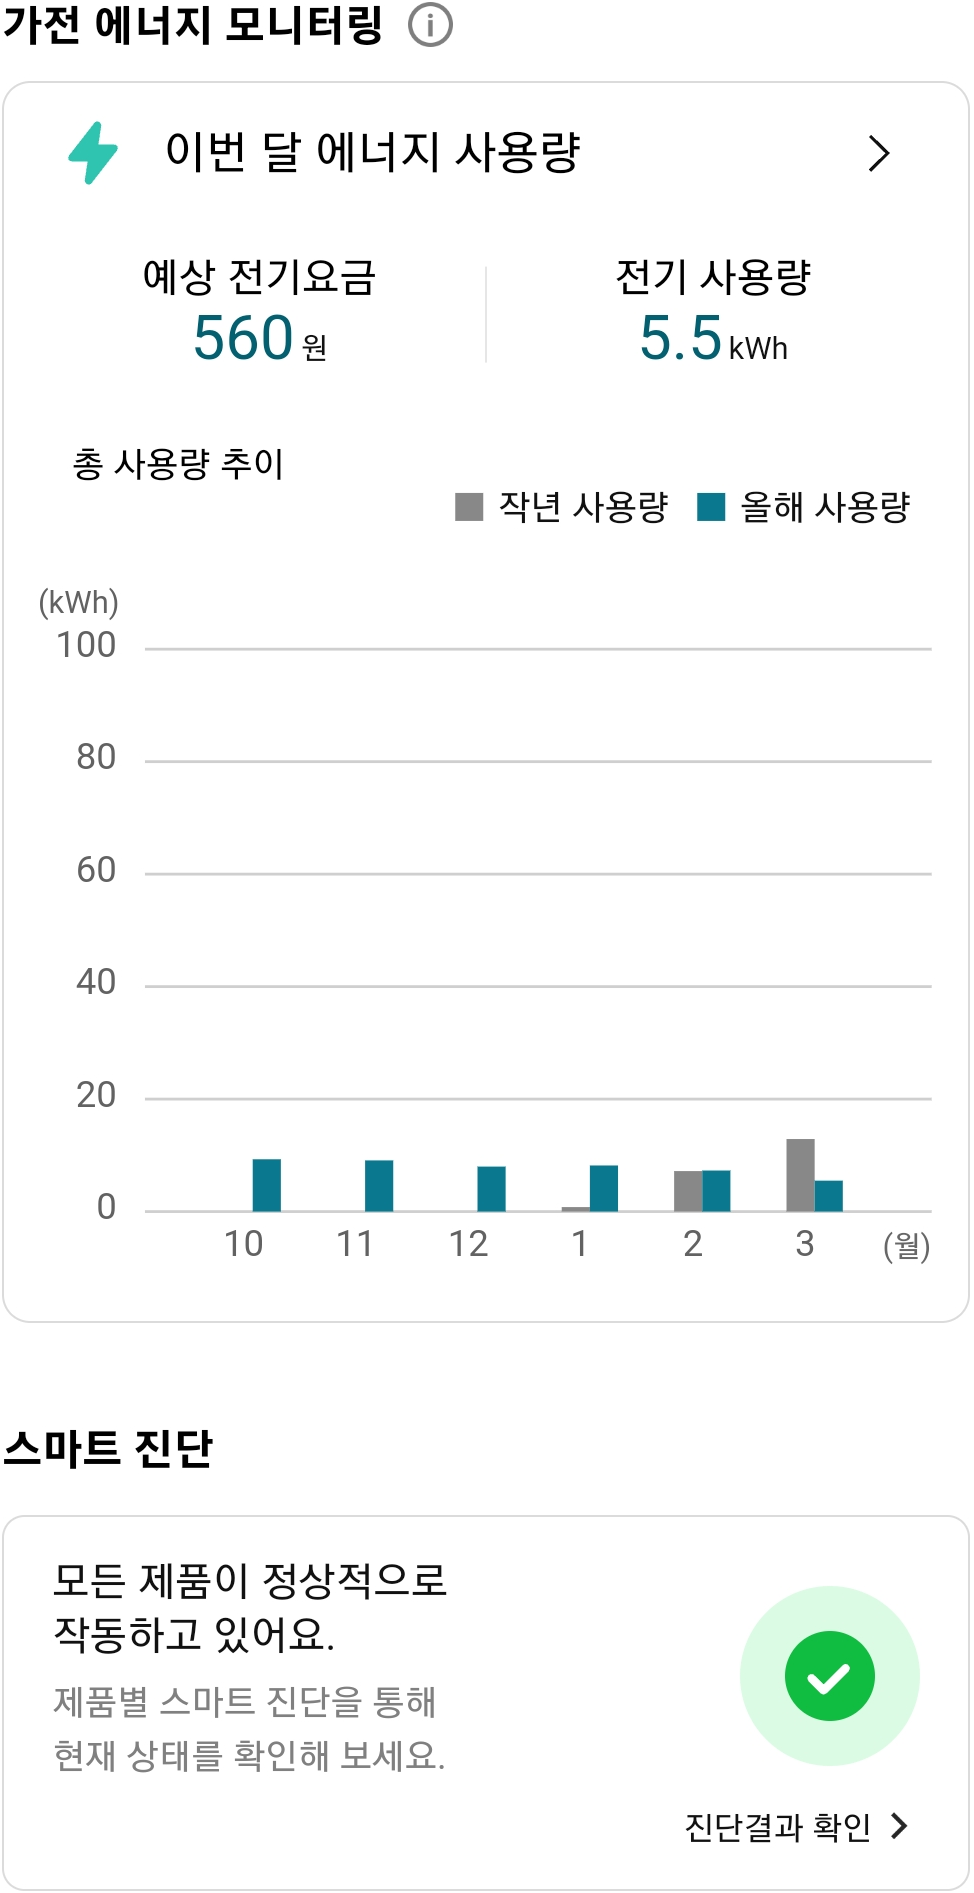 가전 에너지 모니터링
이번 달 에너지 사용량
예상 전기요금
560 원
전기 사용량
5.5 kWh
총 사용량 추이
작년 사용량 올해 사용량
(kWh)
100
80
60
40
20
0
10 11 12 1 2 3 (월)
스마트 진단
모든 제품이 정상적으로
작동하고 있어요.
제품별 스마트 진단을 통해
현재 상태를 확인해 보세요.
진단결과 확인